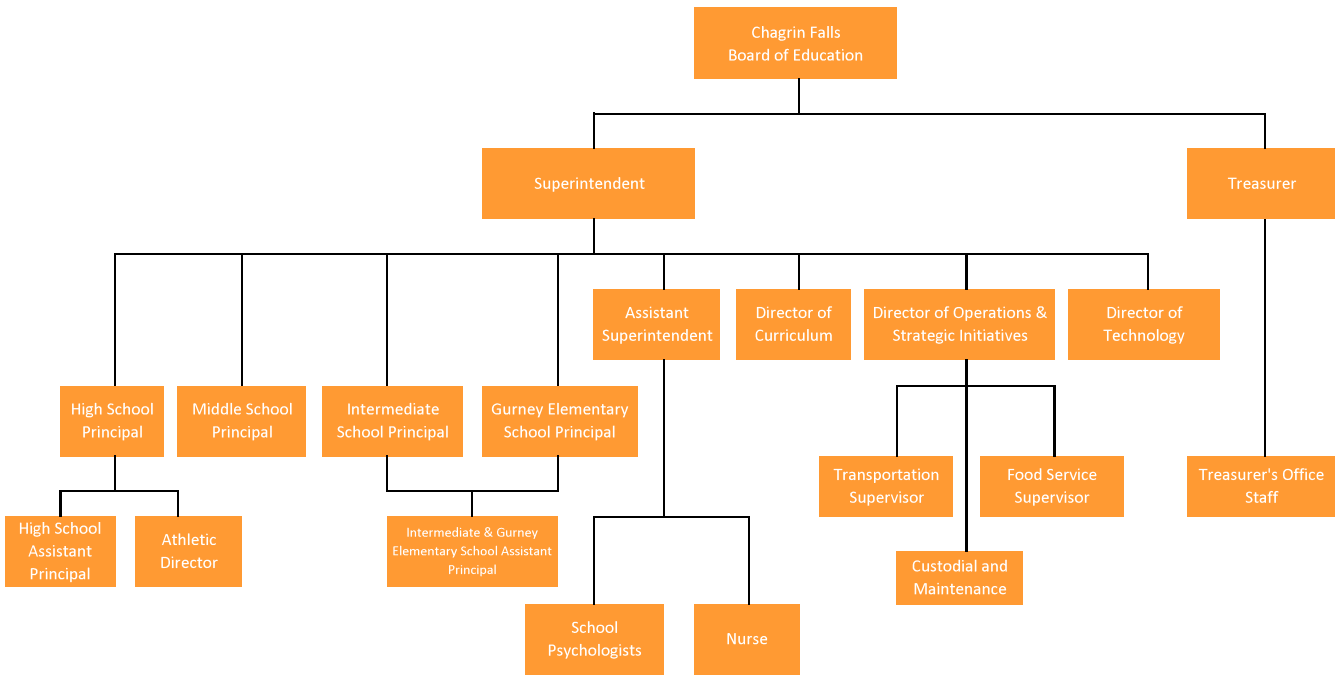 Chagrin Falls
Board of Education
Superintendent
Treasurer
Assistant
Superintendent
Director of
Curriculum
Director of Operations &
Strategic Initiatives
Director of
Technology
High School
Principal
Middle School
Principal
Intermediate
School Principal
Gurney Elementary
School Principal
Transportation
Supervisor
Food Service
Supervisor
Treasurer's Office
Staff
High School
Assistant
Principal
Athletic
Director
Intermediate & Gurney
Elementary School Assistant
Principal
Custodial and
Maintenance
School
Psychologists
Nurse